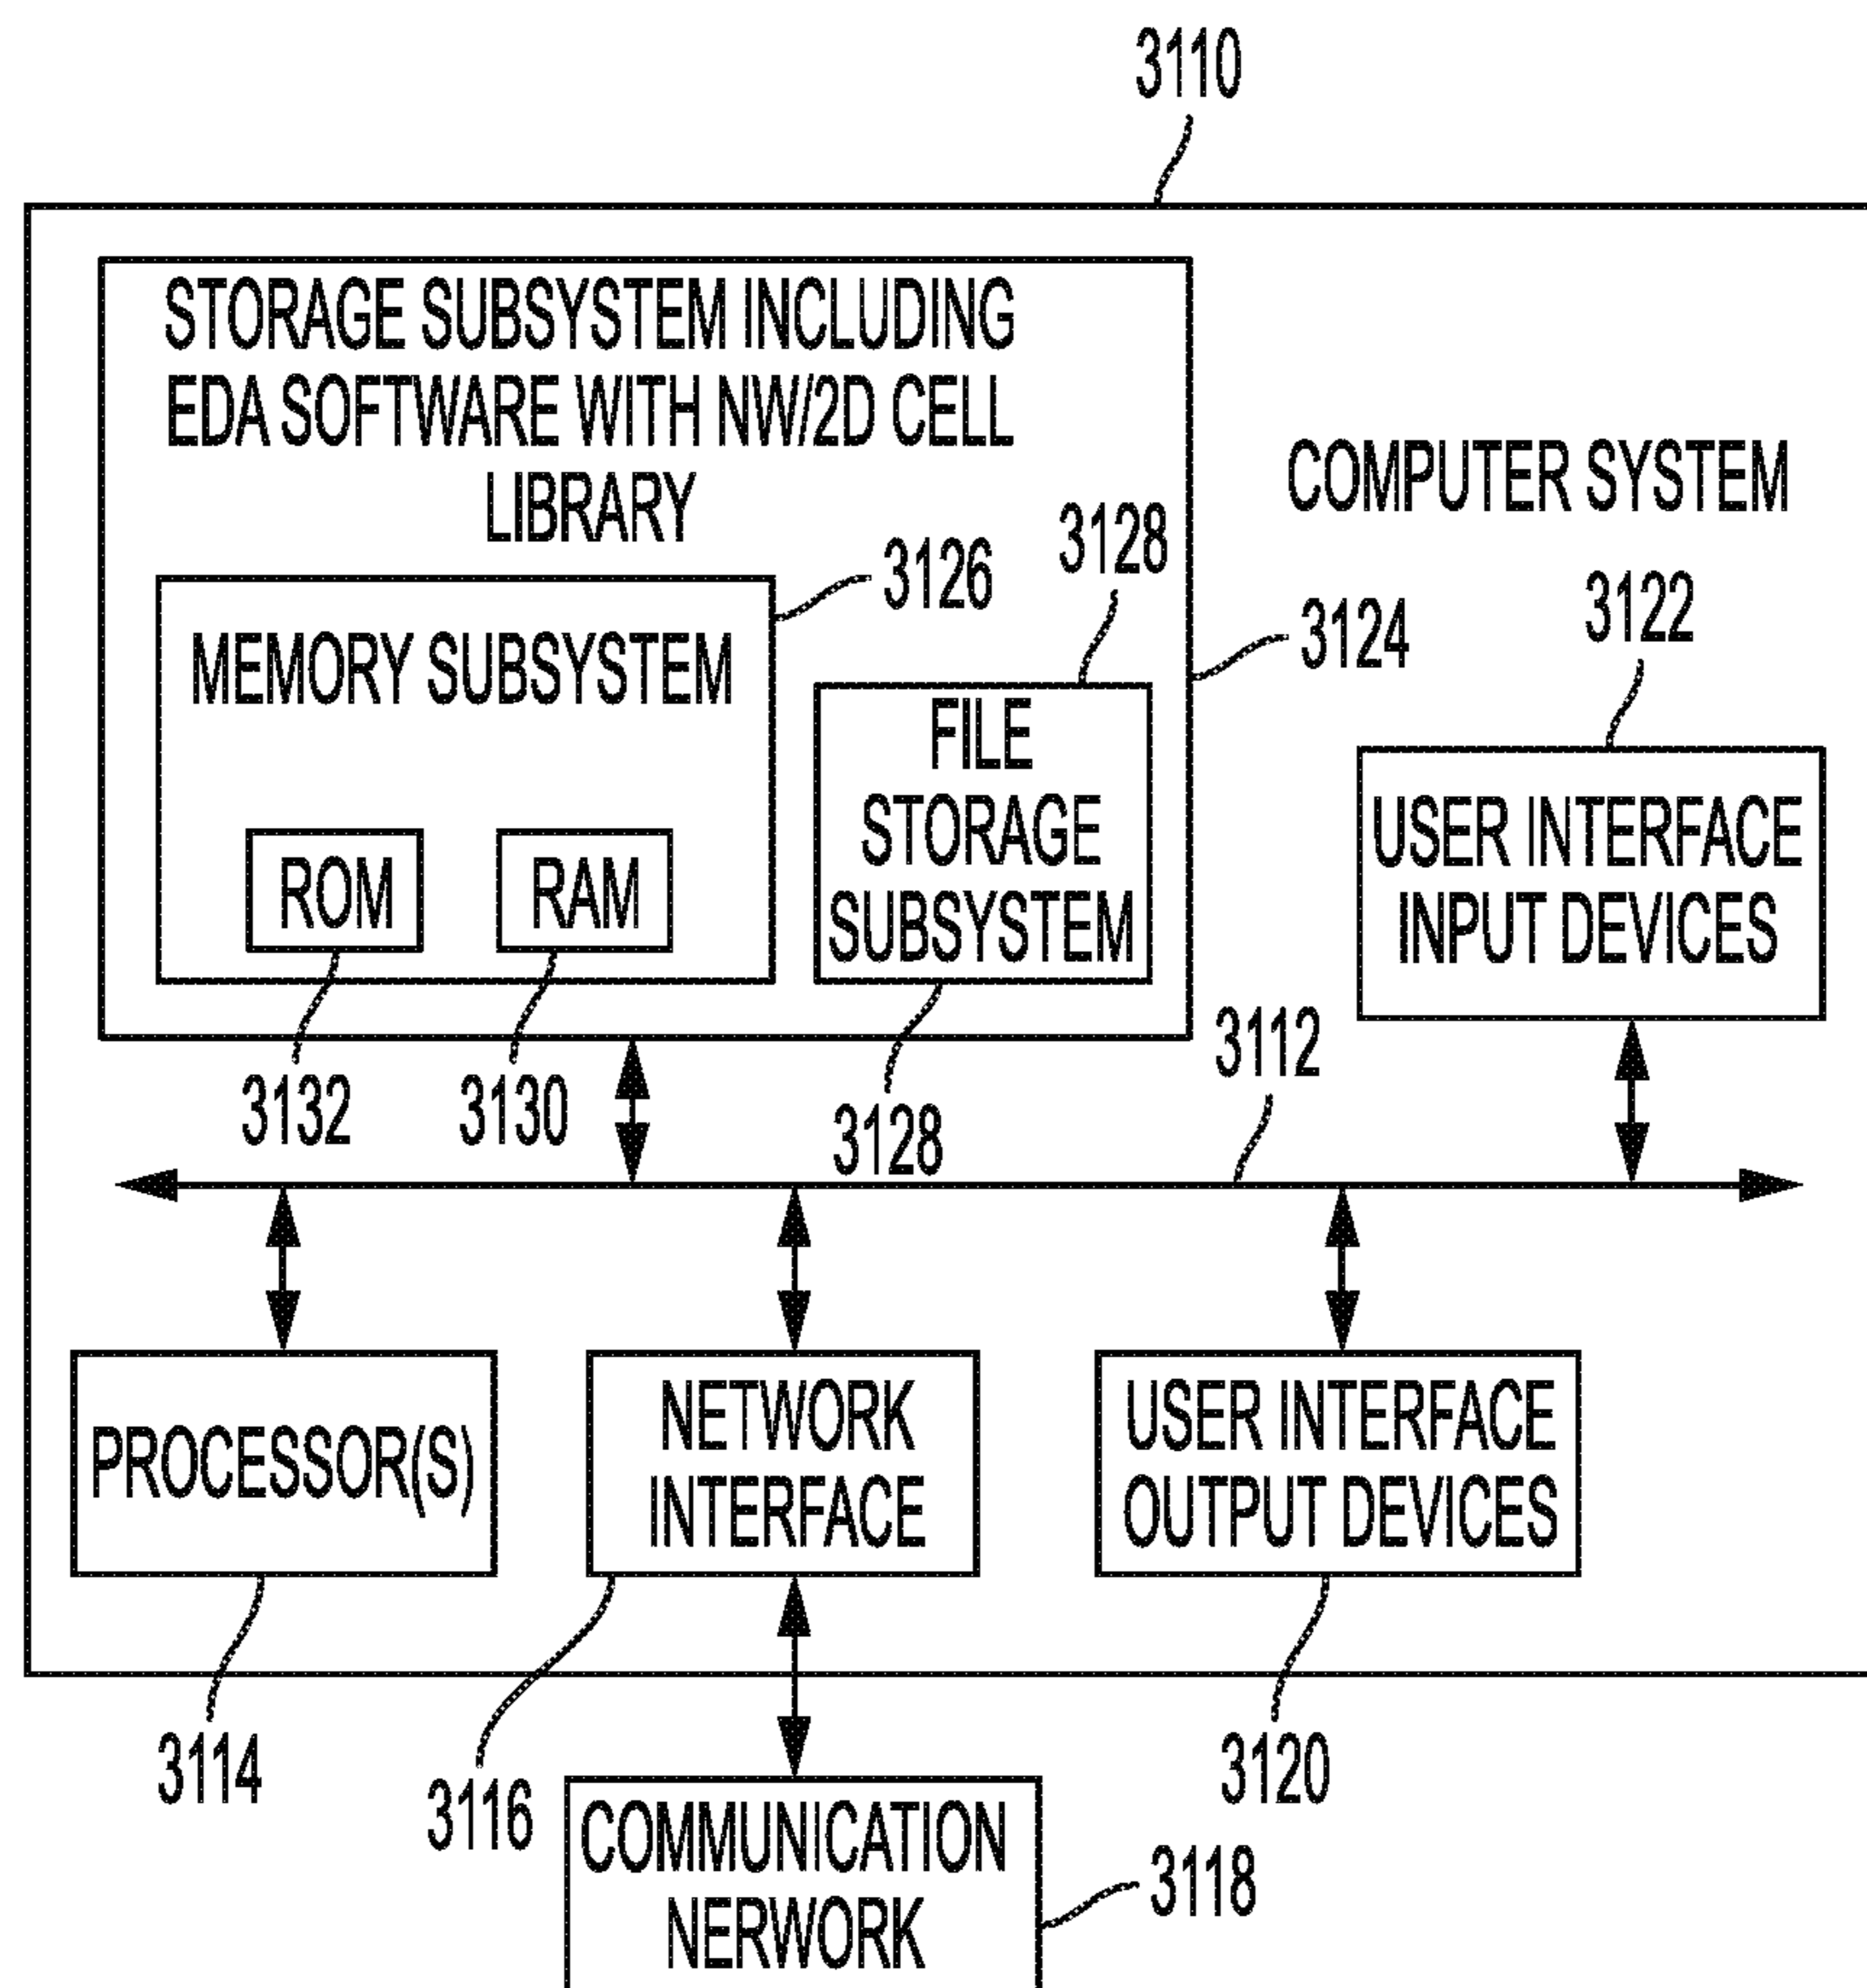 3110
STORAGE SUBSYSTEM INCLUDING
EDA SOFTWARE WITH NW/2D CELL
LIBRARY
COMPUTER SYSTEM
3128
3126
3122
3124
MEMORY SUBSYSTEM
FILE
STORAGE
SUBSYSTEM
USER INTERFACE
INPUT DEVICES
ROM
RAM
3112
3132
3130
3128
PROCESSOR(S)
NETWORK
INTERFACE
USER INTERFACE
OUTPUT DEVICES
3114
3116
3120
COMMUNICATION
NERWORK
3118